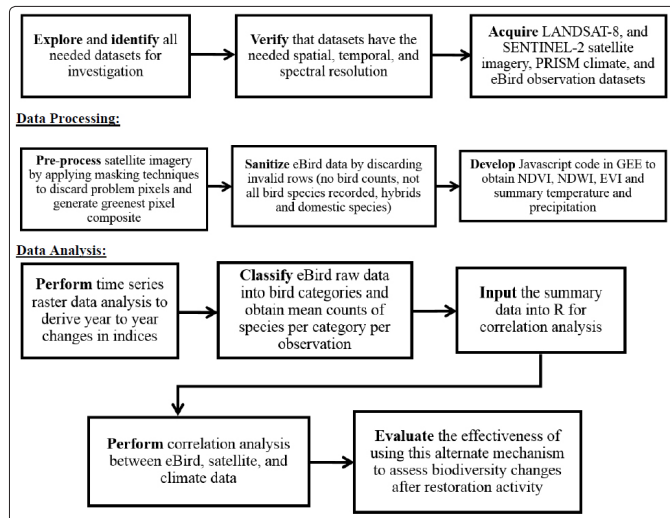 Explore and identify all
needed datasets for
investigation
Verify that datasets have the
needed spatial, temporal, and
spectral resolution
Acquire LANDSAT-8, and
SENTINEL-2 satellite
imagery, PRISM climate, and
eBird observation datasets
Data Processing:
Pre-process satellite imagery
by applying masking techniques
to discard problem pixels and
generate greenest pixel
composite
Sanitize eBird data by discarding
invalid rows (no bird counts, not
all bird species recorded, hybrids
and domestic species)
Develop Javascript code in GEE to
obtain NDVI, NDWI, EVI and
summary temperature and
precipitation
Data Analysis:
Perform time series
raster data analysis to
derive year to year
changes in indices
Classify eBird raw data
into bird categories and
obtain mean counts of
species per category per
observation
Input the summary
data into R for
correlation analysis
Perform correlation analysis
between eBird, satellite, and
climate data
Evaluate the effectiveness of
using this alternate mechanism
to assess biodiversity changes
after restoration activity